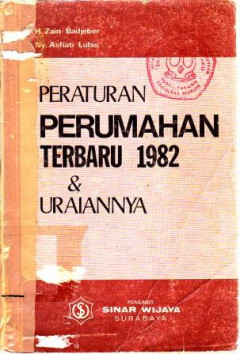 H. Zain Badjeber
Ny. Asfiati Lubis
PERATURAN
PERUMAHAN
TERBARU 1982
&
URAIANNYA
PENERBIT
SINAR WIJAYA
SURABAYA